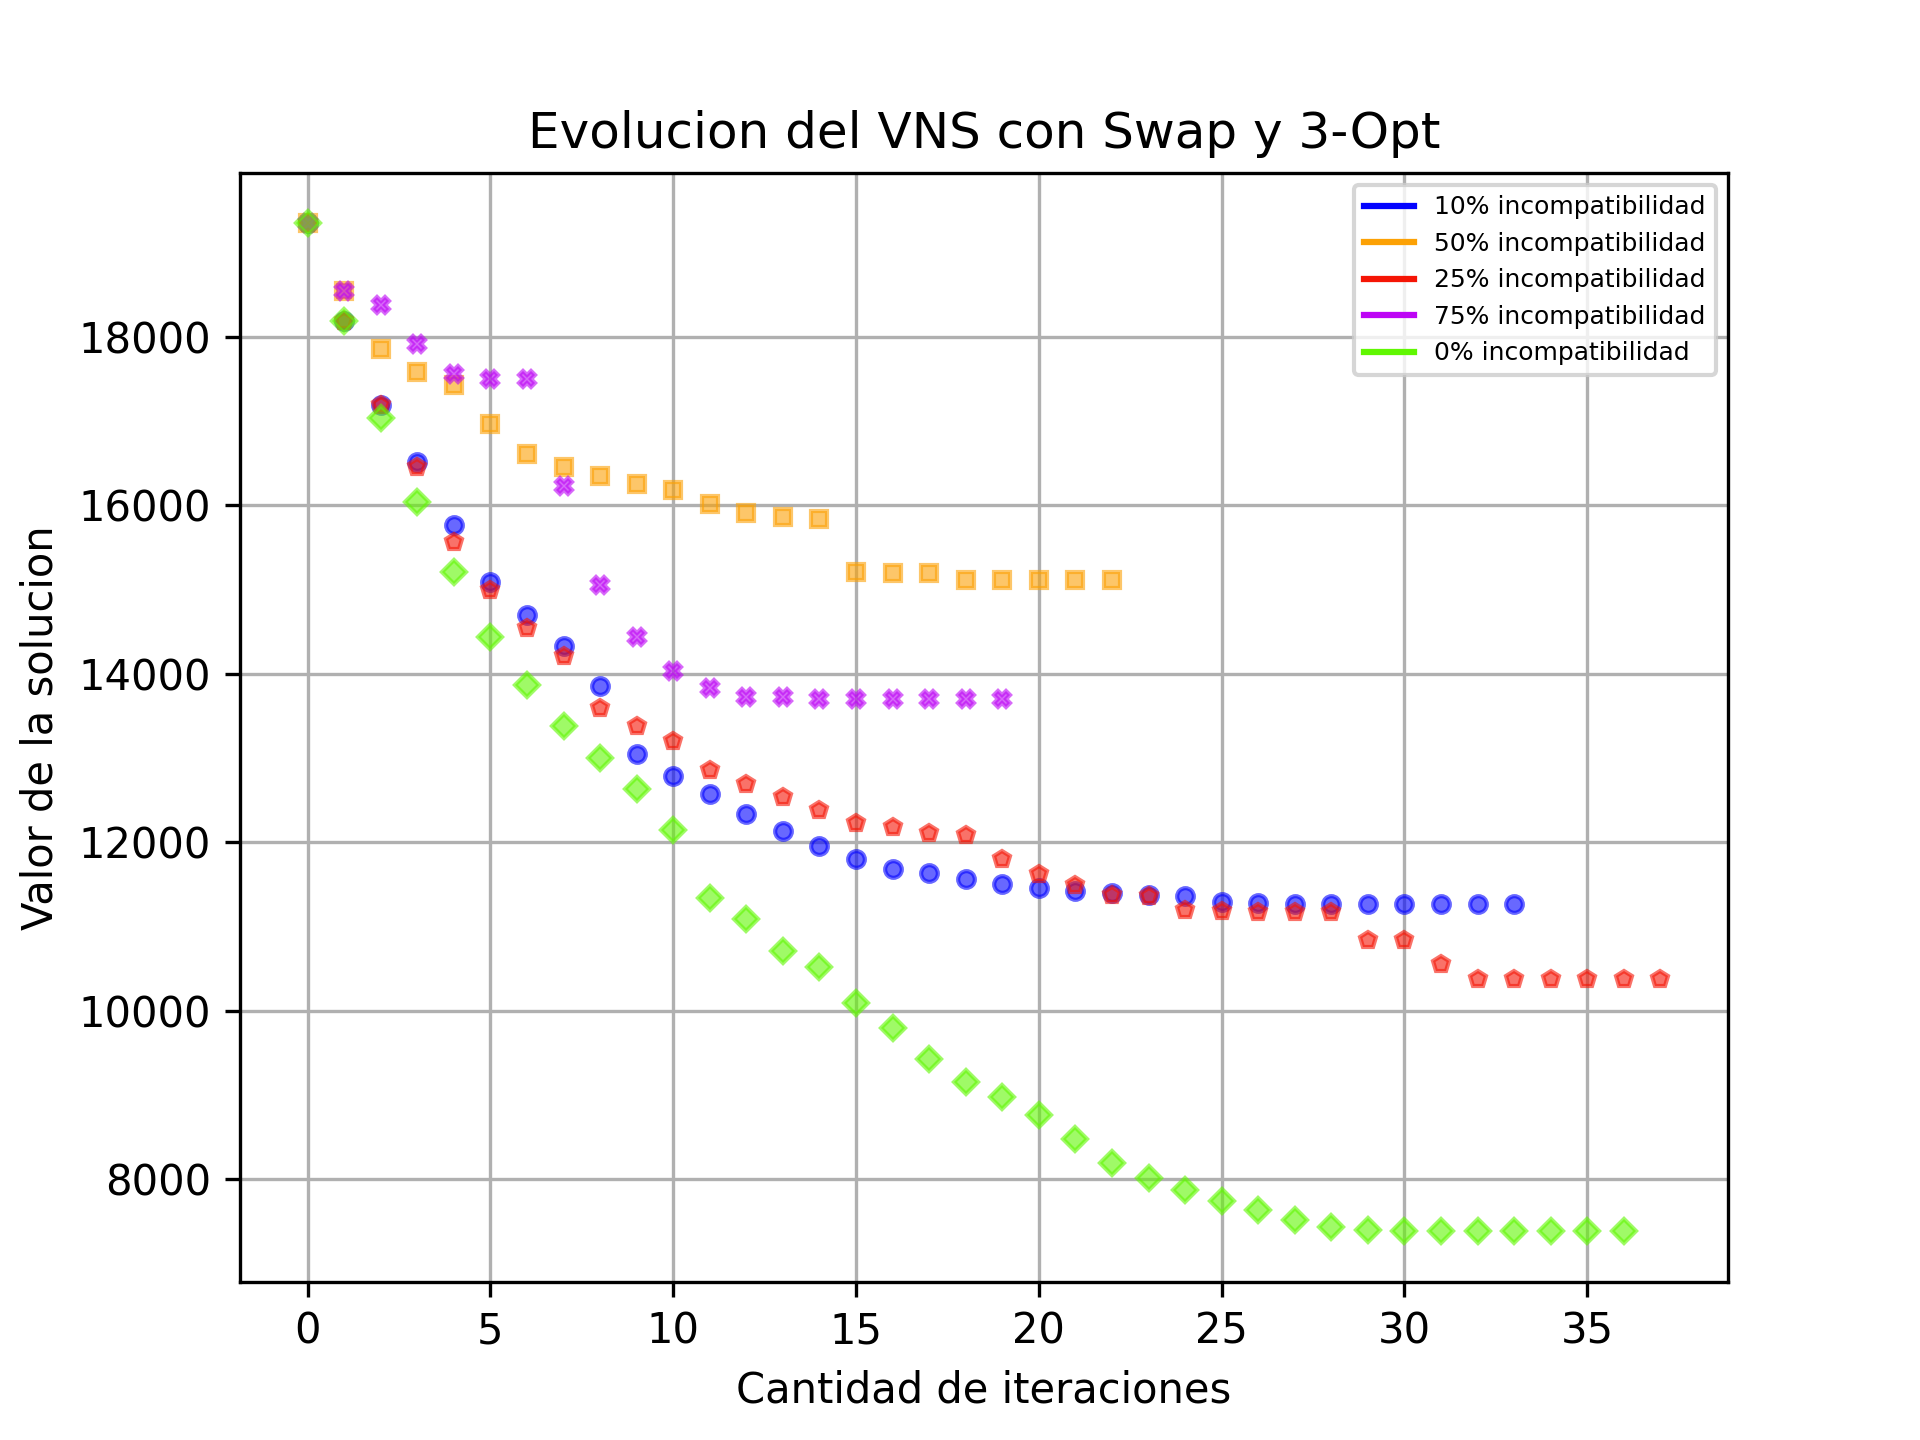 Evolucion del VNS con Swap y 3-Opt
10% incompatibilidad
50% incompatibilidad
25% incompatibilidad
75% incompatibilidad
0% incompatibilidad
Valor de la solucion
18000
16000
14000
12000
10000
8000
0 5 10 15 20 25 30 35
Cantidad de iteraciones